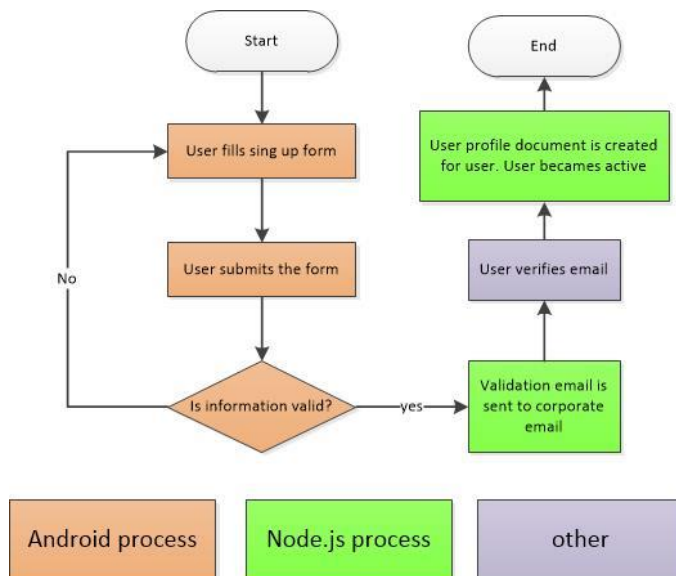 Start
User fills sing up form
User submits the form
Is information valid?
No
yes
Validation email is
sent to corporate
email
User verifies email
User profile document is created
for user. User becames active
End
Android process
Node.js process
other